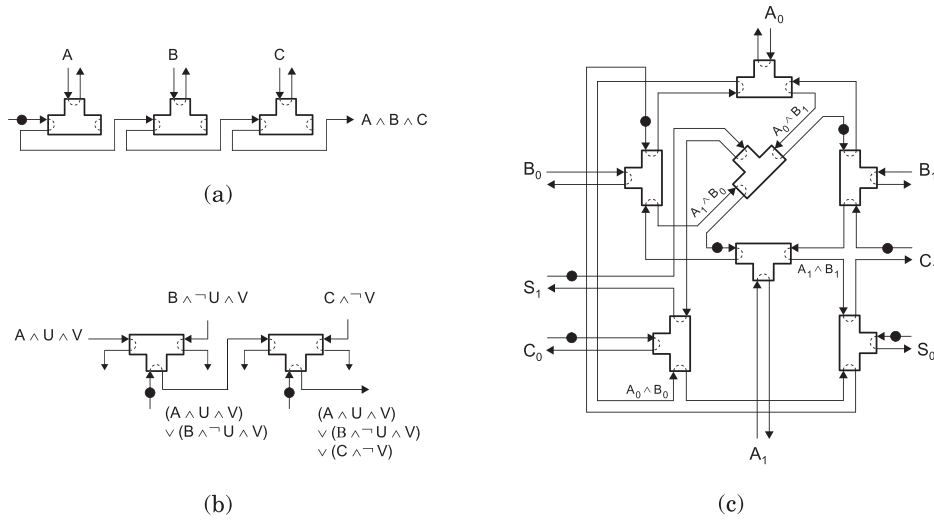 A B C
A ∧ B ∧ C
(a)
B ∧ ¬ U ∧ V C ∧ ¬ V
A ∧ U ∧ V
(A ∧ U ∧ V) (A ∧ U ∧ V)
∨ (B ∧ ¬ U ∧ V) ∨ (B ∧ ¬ U ∧ V)
∨ (C ∧ ¬ V)
(b)
A₀
A₀ ∧ B₁
B₀
A₁ ∧ B₀
A₁ ∧ B₁
S₁
C₀
S₀
A₀ ∧ B₀
A₁
(c)